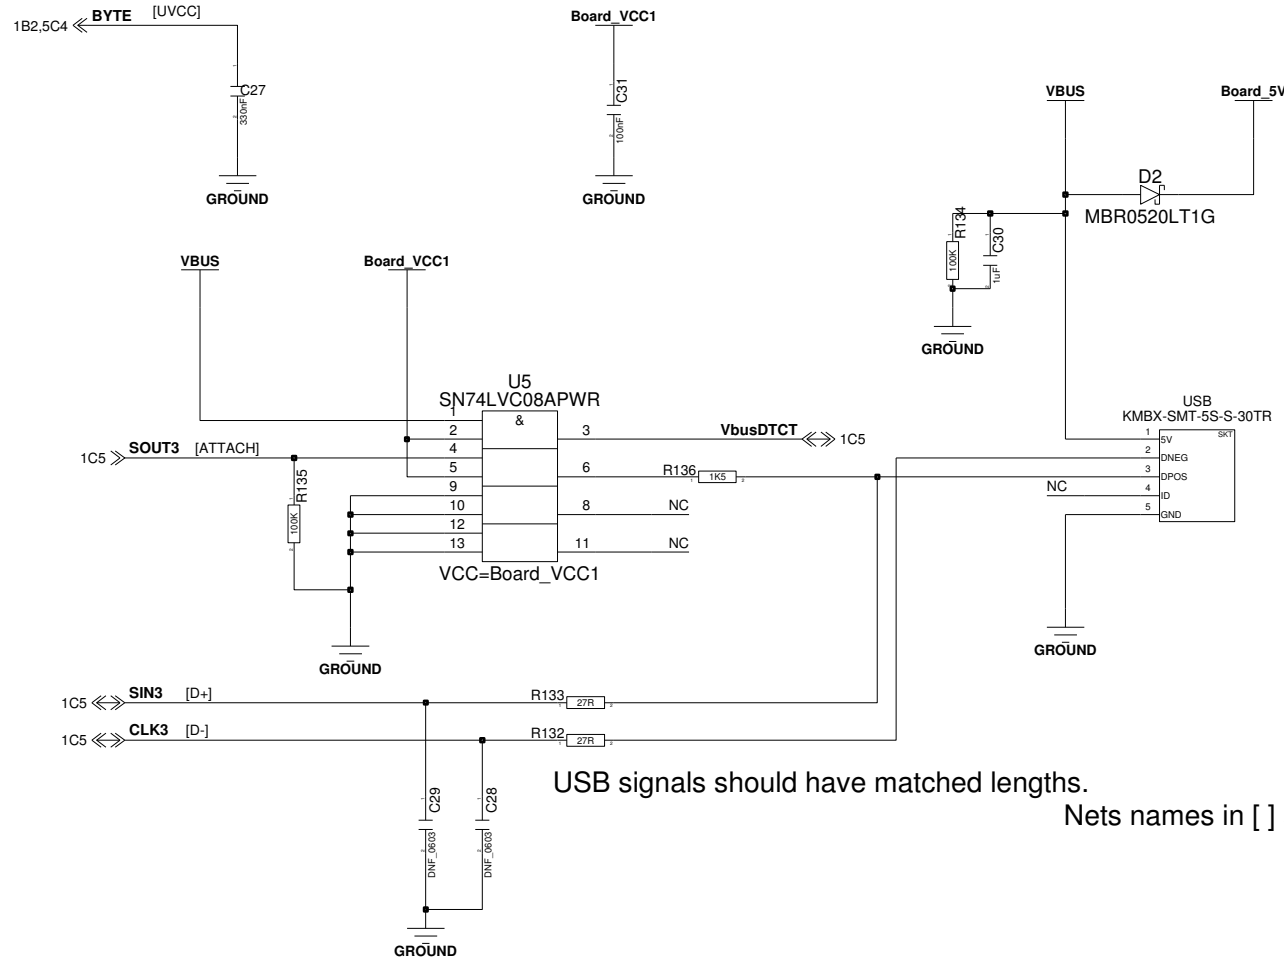 BYTE [UVCC]
1B2,5C4
C27
330nF
GROUND
Board_VCC1
C31
100nF
GROUND
VBUS
Board_5V
D2
MBR0520LT1G
R134
100K
C30
1uF
GROUND
VBUS
Board_VCC1
U5
SN74LVC08APWR
&
1
2
3
VbusDTCT
1C5
4
5
6
R136
1K5
9
10
8
NC
12
13
11
NC
VCC=Board_VCC1
1C5
SOUT3 [ATTACH]
R135
100K
GROUND
USB
KMBX-SMT-5S-S-30TR
SKT
1 5V
2 DNEG
3 DPOS
NC 4 ID
5 GND
GROUND
1C5 SIN3 [D+]
R133
27R
1C5 CLK3 [D-]
R132
27R
C29
DNF_0603
C28
DNF_0603
GROUND
USB signals should have matched lengths.
Nets names in [ ]